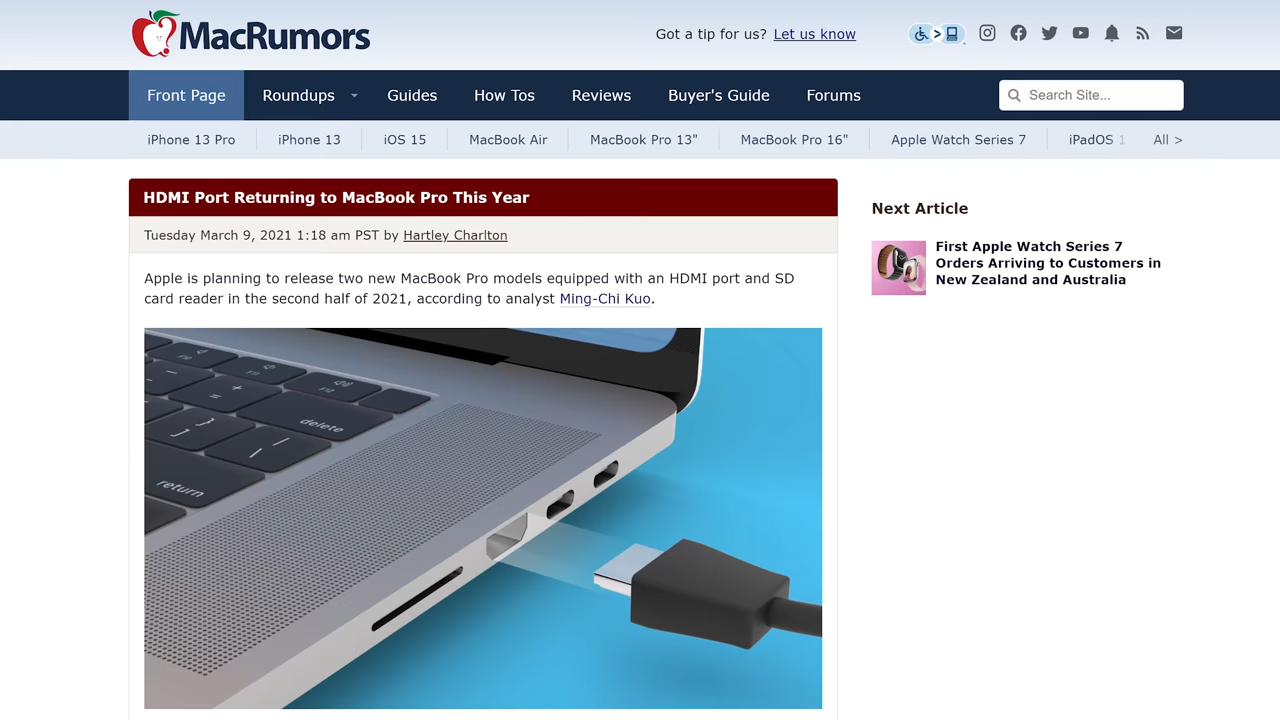 MacRumors
Got a tip for us? Let us know
Front Page Roundups Guides How Tos Reviews Buyer's Guide Forums Search Site...
iPhone 13 Pro iPhone 13 iOS 15 MacBook Air MacBook Pro 13" MacBook Pro 16" Apple Watch Series 7 iPadOS 1 All >
HDMI Port Returning to MacBook Pro This Year
Tuesday March 9, 2021 1:18 am PST by Hartley Charlton
Apple is planning to release two new MacBook Pro models equipped with an HDMI port and SD
card reader in the second half of 2021, according to analyst Ming-Chi Kuo.
F10 F11 F12
delete
return
Next Article
First Apple Watch Series 7
Orders Arriving to Customers in
New Zealand and Australia